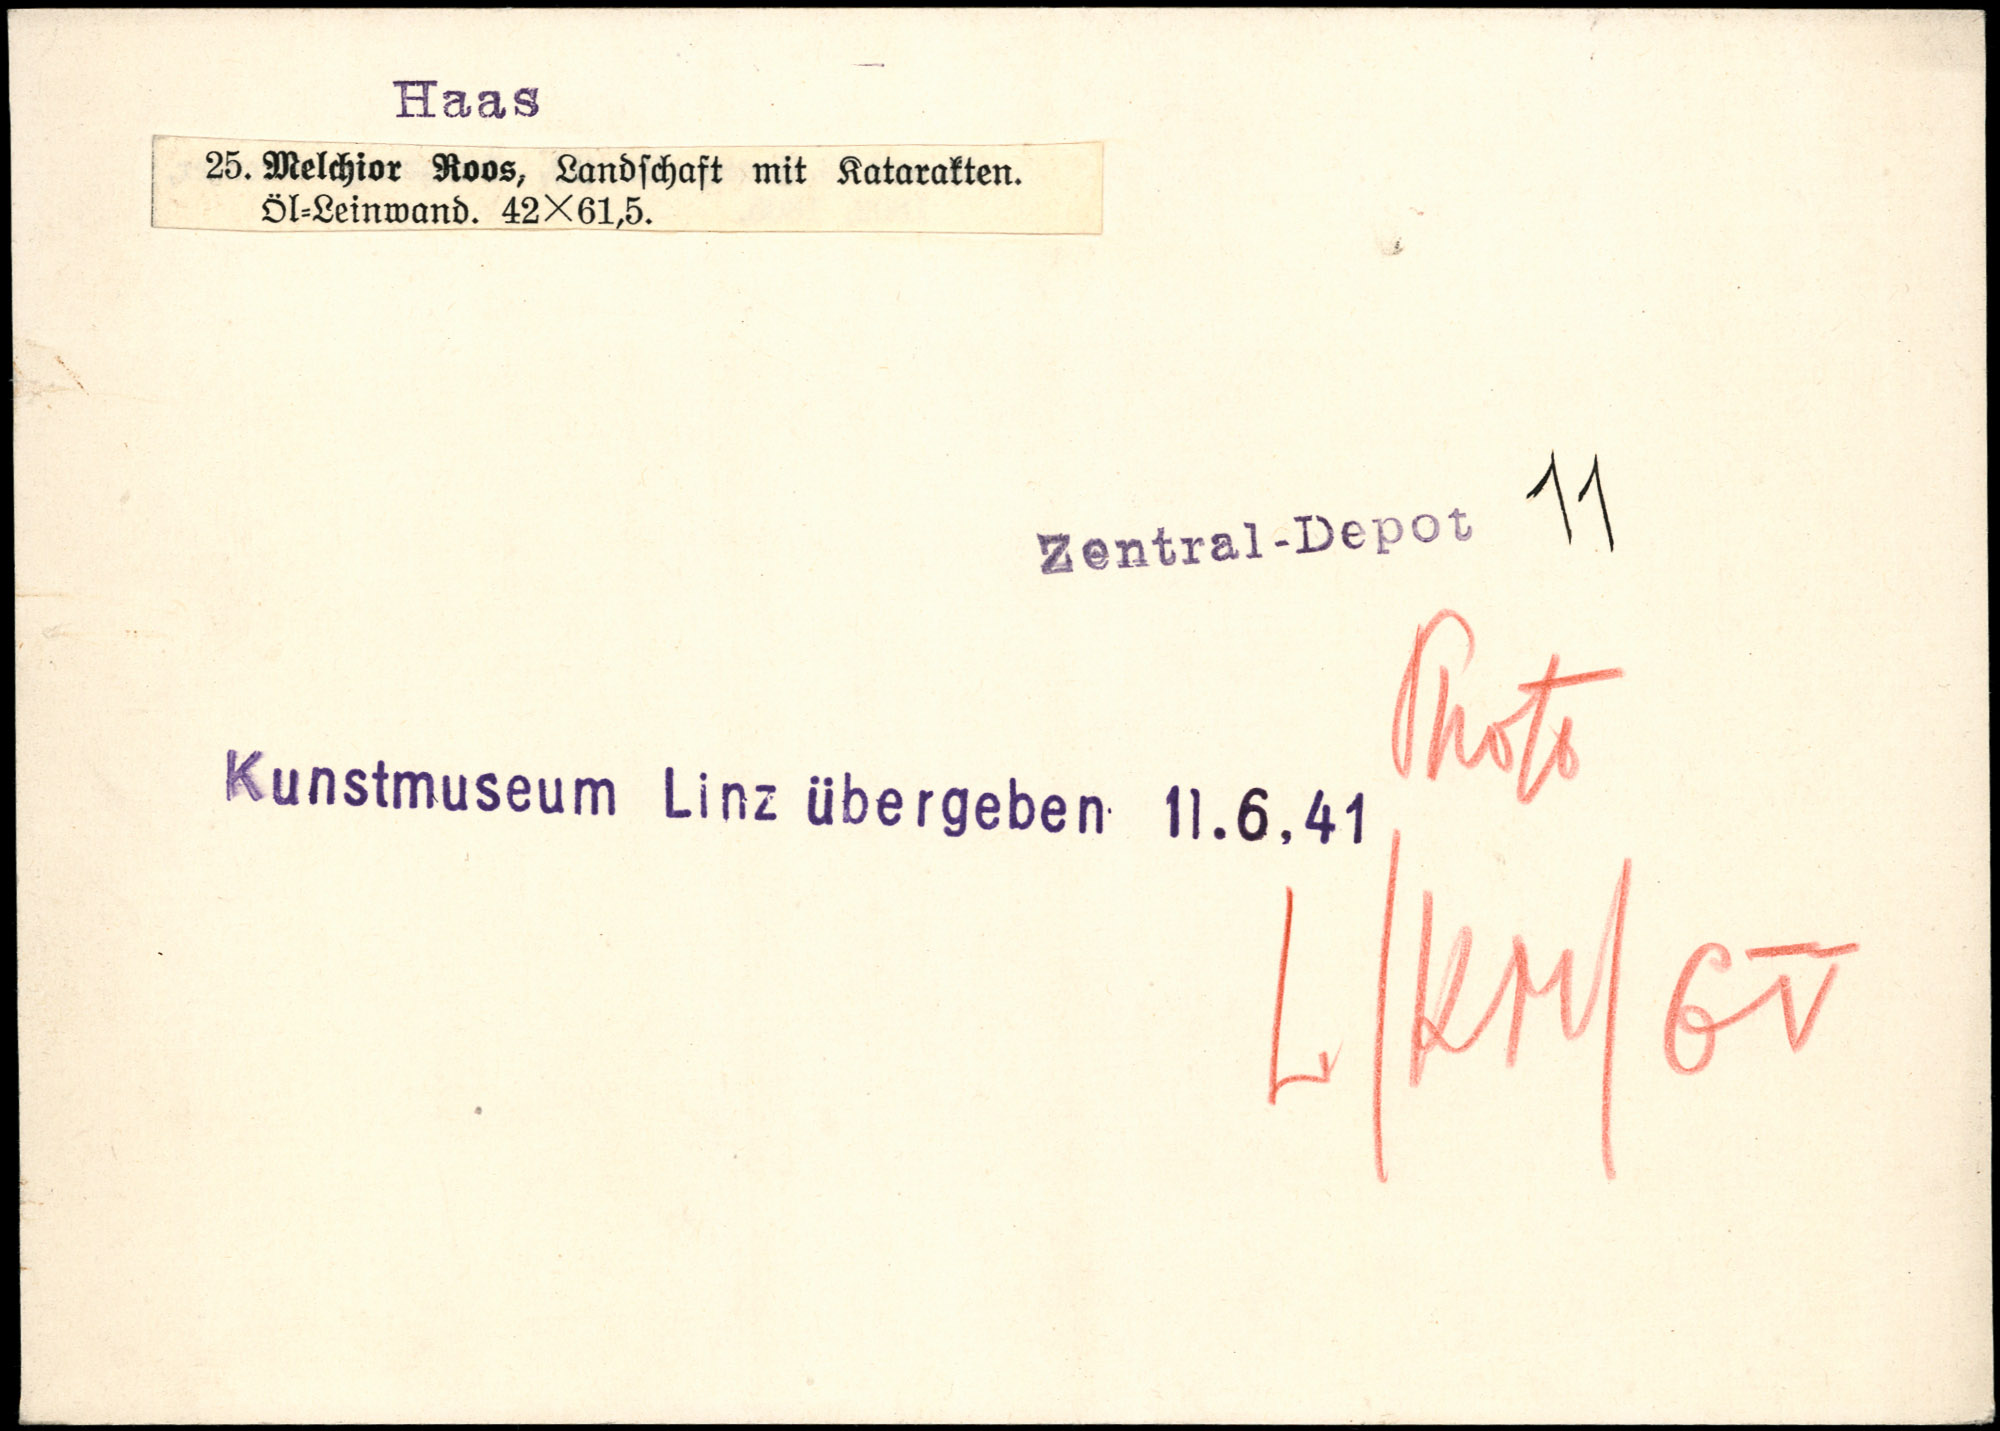 Haas
25. Melchior Roos, Landschaft mit Katarakten.
Öl-Leinwand. 42×61,5.
Zentral-Depot 11
Photo
Kunstmuseum Linz übergeben 11.6.41
L/KM/